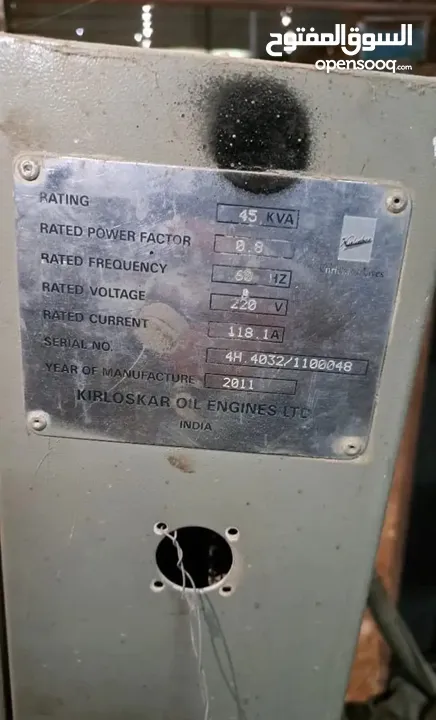 السوق المفتوح
opensooq.com
RATING 45 KVA
RATED POWER FACTOR 0.8
RATED FREQUENCY 60 HZ
RATED VOLTAGE 220 V
RATED CURRENT 118.1A
SERIAL NO. 4H.4032/1100048
YEAR OF MANUFACTURE 2011
KIRLOSKAR OIL ENGINES LTD
INDIA